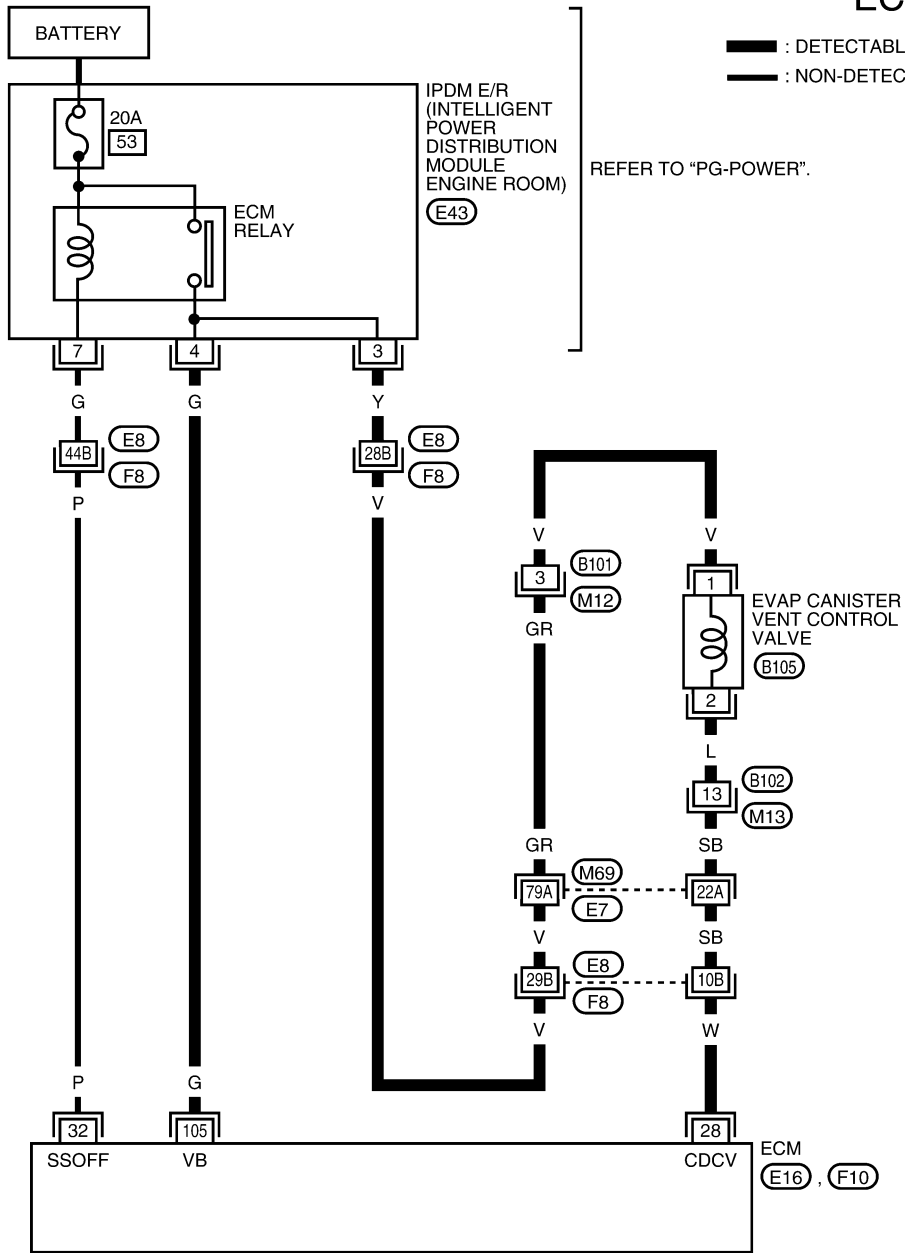 EC
BATTERY
: DETECTABL
: NON-DETEC
IPDM E/R
(INTELLIGENT
POWER
DISTRIBUTION
MODULE
ENGINE ROOM)
E43
20A
53
REFER TO “PG-POWER”.
ECM
RELAY
7
4
3
G
G
Y
44B
E8
F8
28B
E8
F8
P
V
V
V
3
B101
M12
1
GR
EVAP CANISTER
VENT CONTROL
VALVE
B105
2
L
13
B102
M13
GR
SB
79A
M69
E7
22A
V
SB
29B
E8
F8
10B
V
W
P
G
32
105
28
SSOFF
VB
CDCV
ECM
E16 , F10